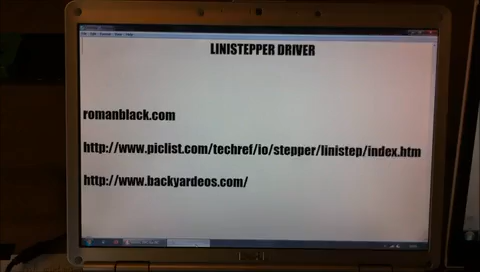 LINISTEPPER DRIVER
romanblack.com
http://www.piclist.com/techref/io/stepper/linistep/index.htm
http://www.backyardeos.com/